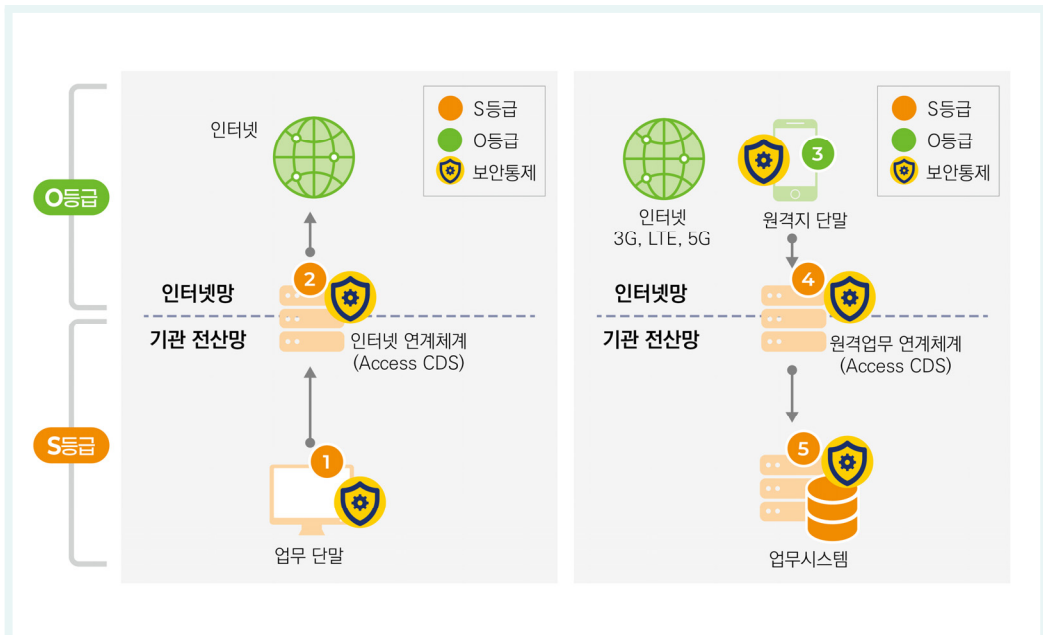 O등급
S등급
S등급
O등급
보안통제
인터넷
2
인터넷망
기관 전산망
인터넷 연계체계
(Access CDS)
1
업무 단말
S등급
O등급
보안통제
3
인터넷
3G, LTE, 5G
원격지 단말
4
인터넷망
기관 전산망
원격업무 연계체계
(Access CDS)
5
업무시스템